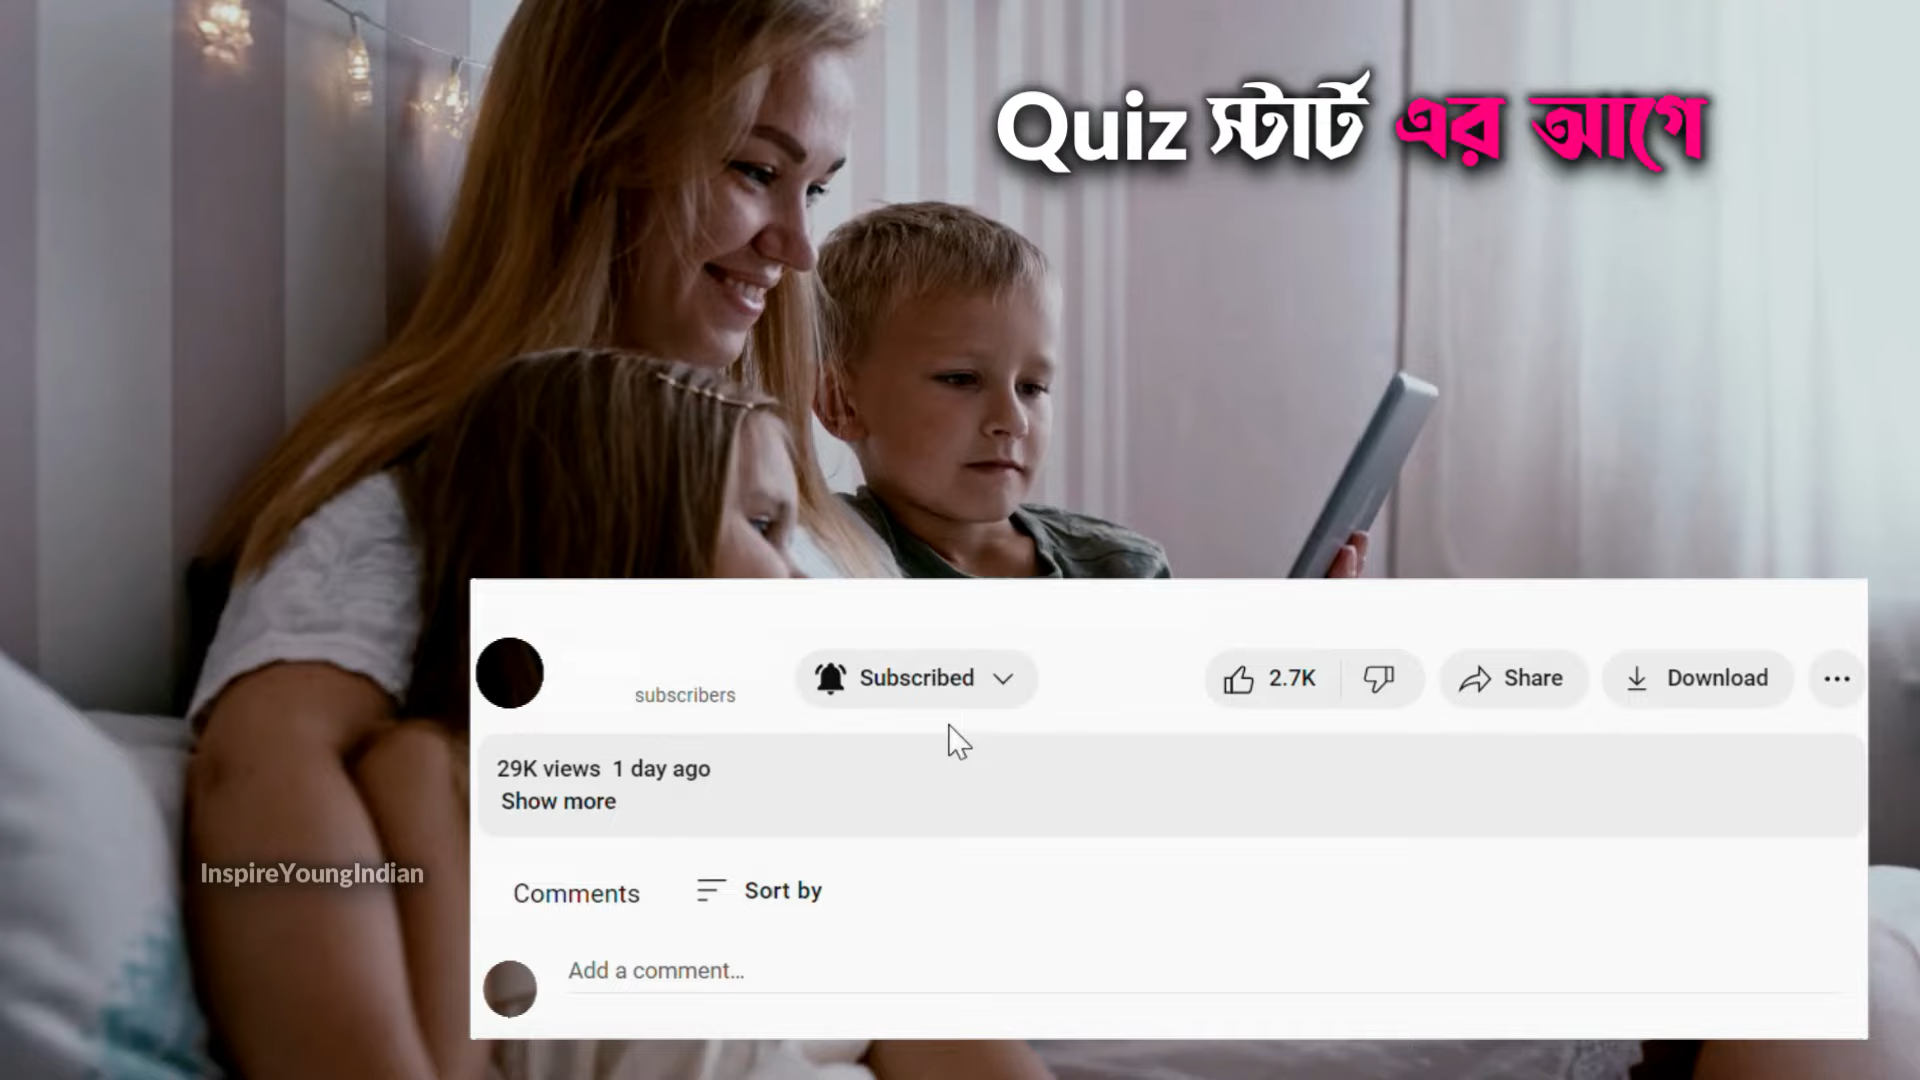 Quiz স্টার্ট এর আগে
Subscribed
2.7K
Share
Download
subscribers
29K views 1 day ago
Show more
InspireYoungIndian
Comments
Sort by
Add a comment...